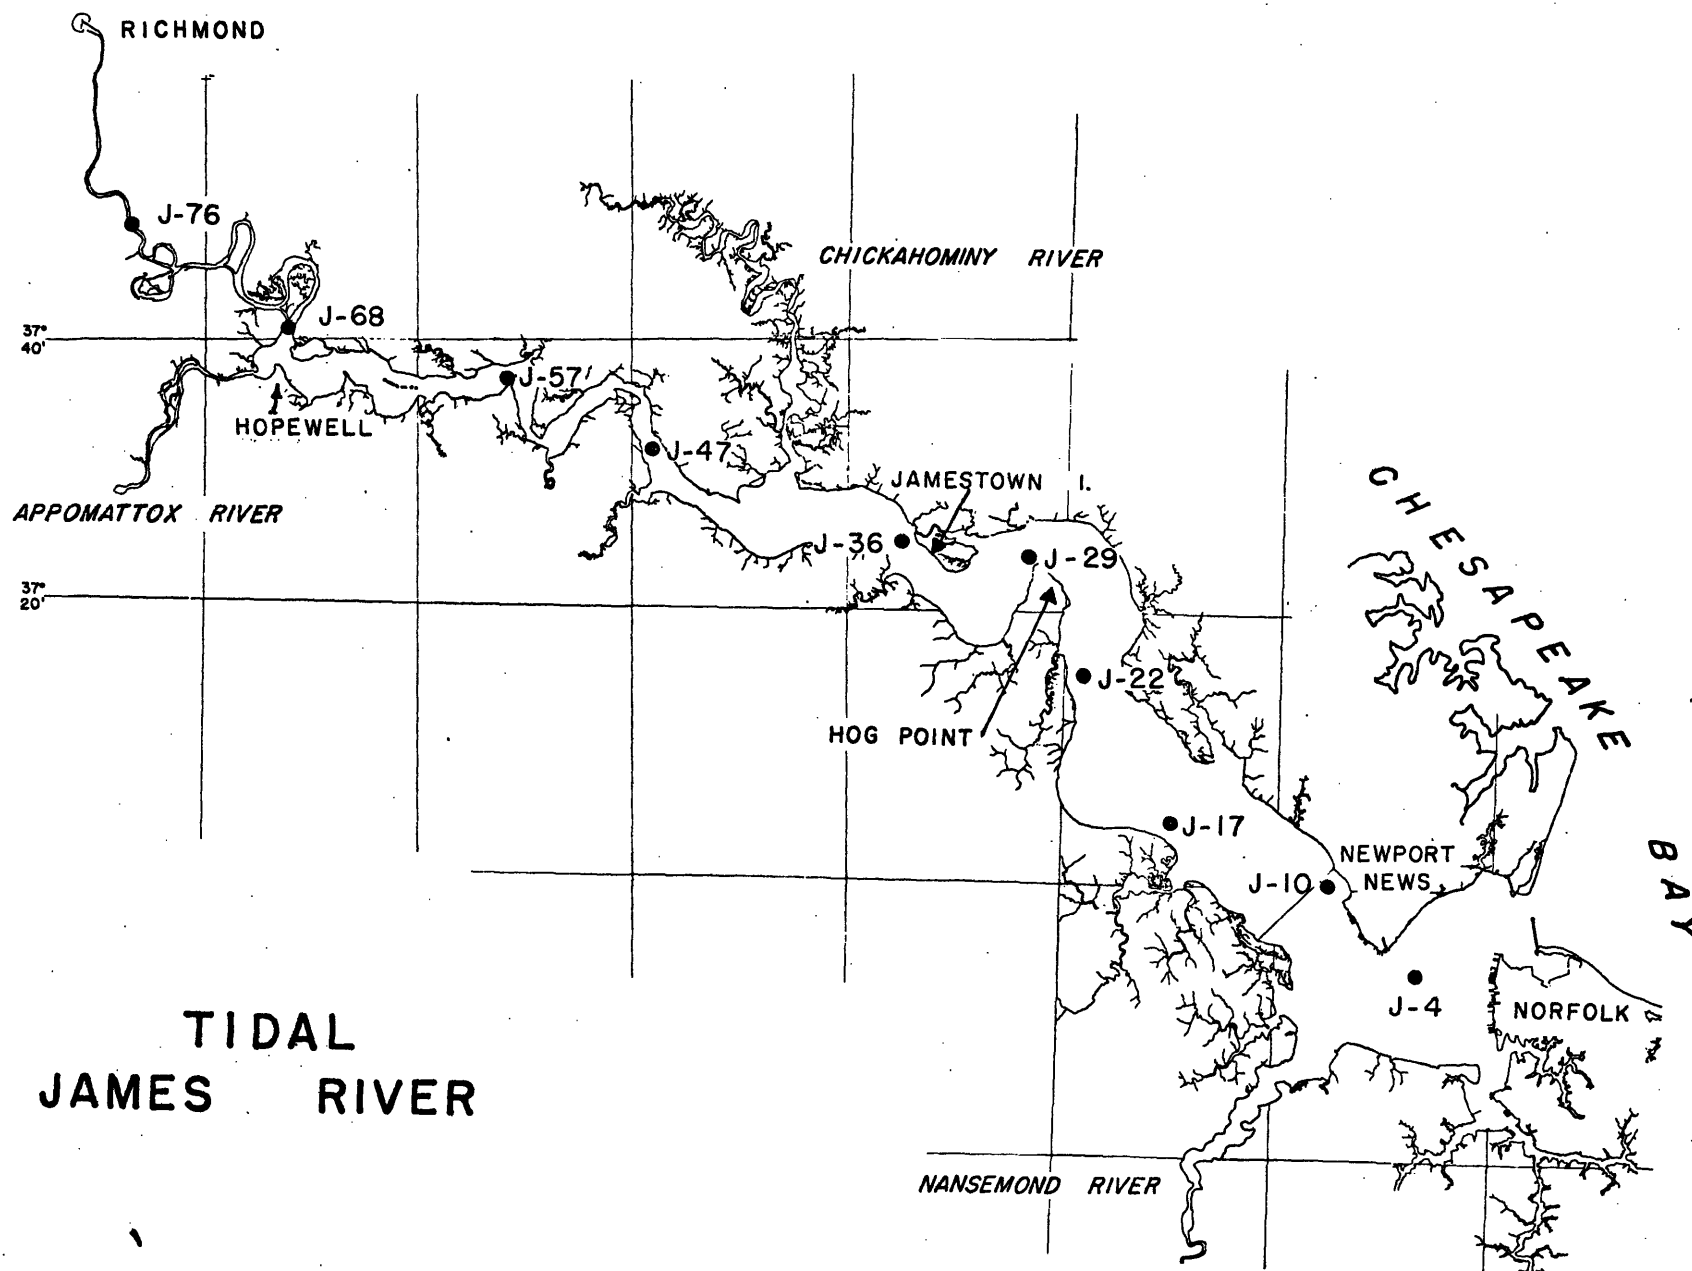 RICHMOND
J-76
CHICKAHOMINY RIVER
J-68
37°
40'
J-57
HOPEWELL
J-47
JAMESTOWN I.
APPOMATTOX RIVER
J-36
J-29
37°
20'
CHESAPEAKE
BAY
J-22
HOG POINT
J-17
NEWPORT
NEWS
J-10
J-4
NORFOLK
TIDAL
JAMES RIVER
NANSEMOND RIVER